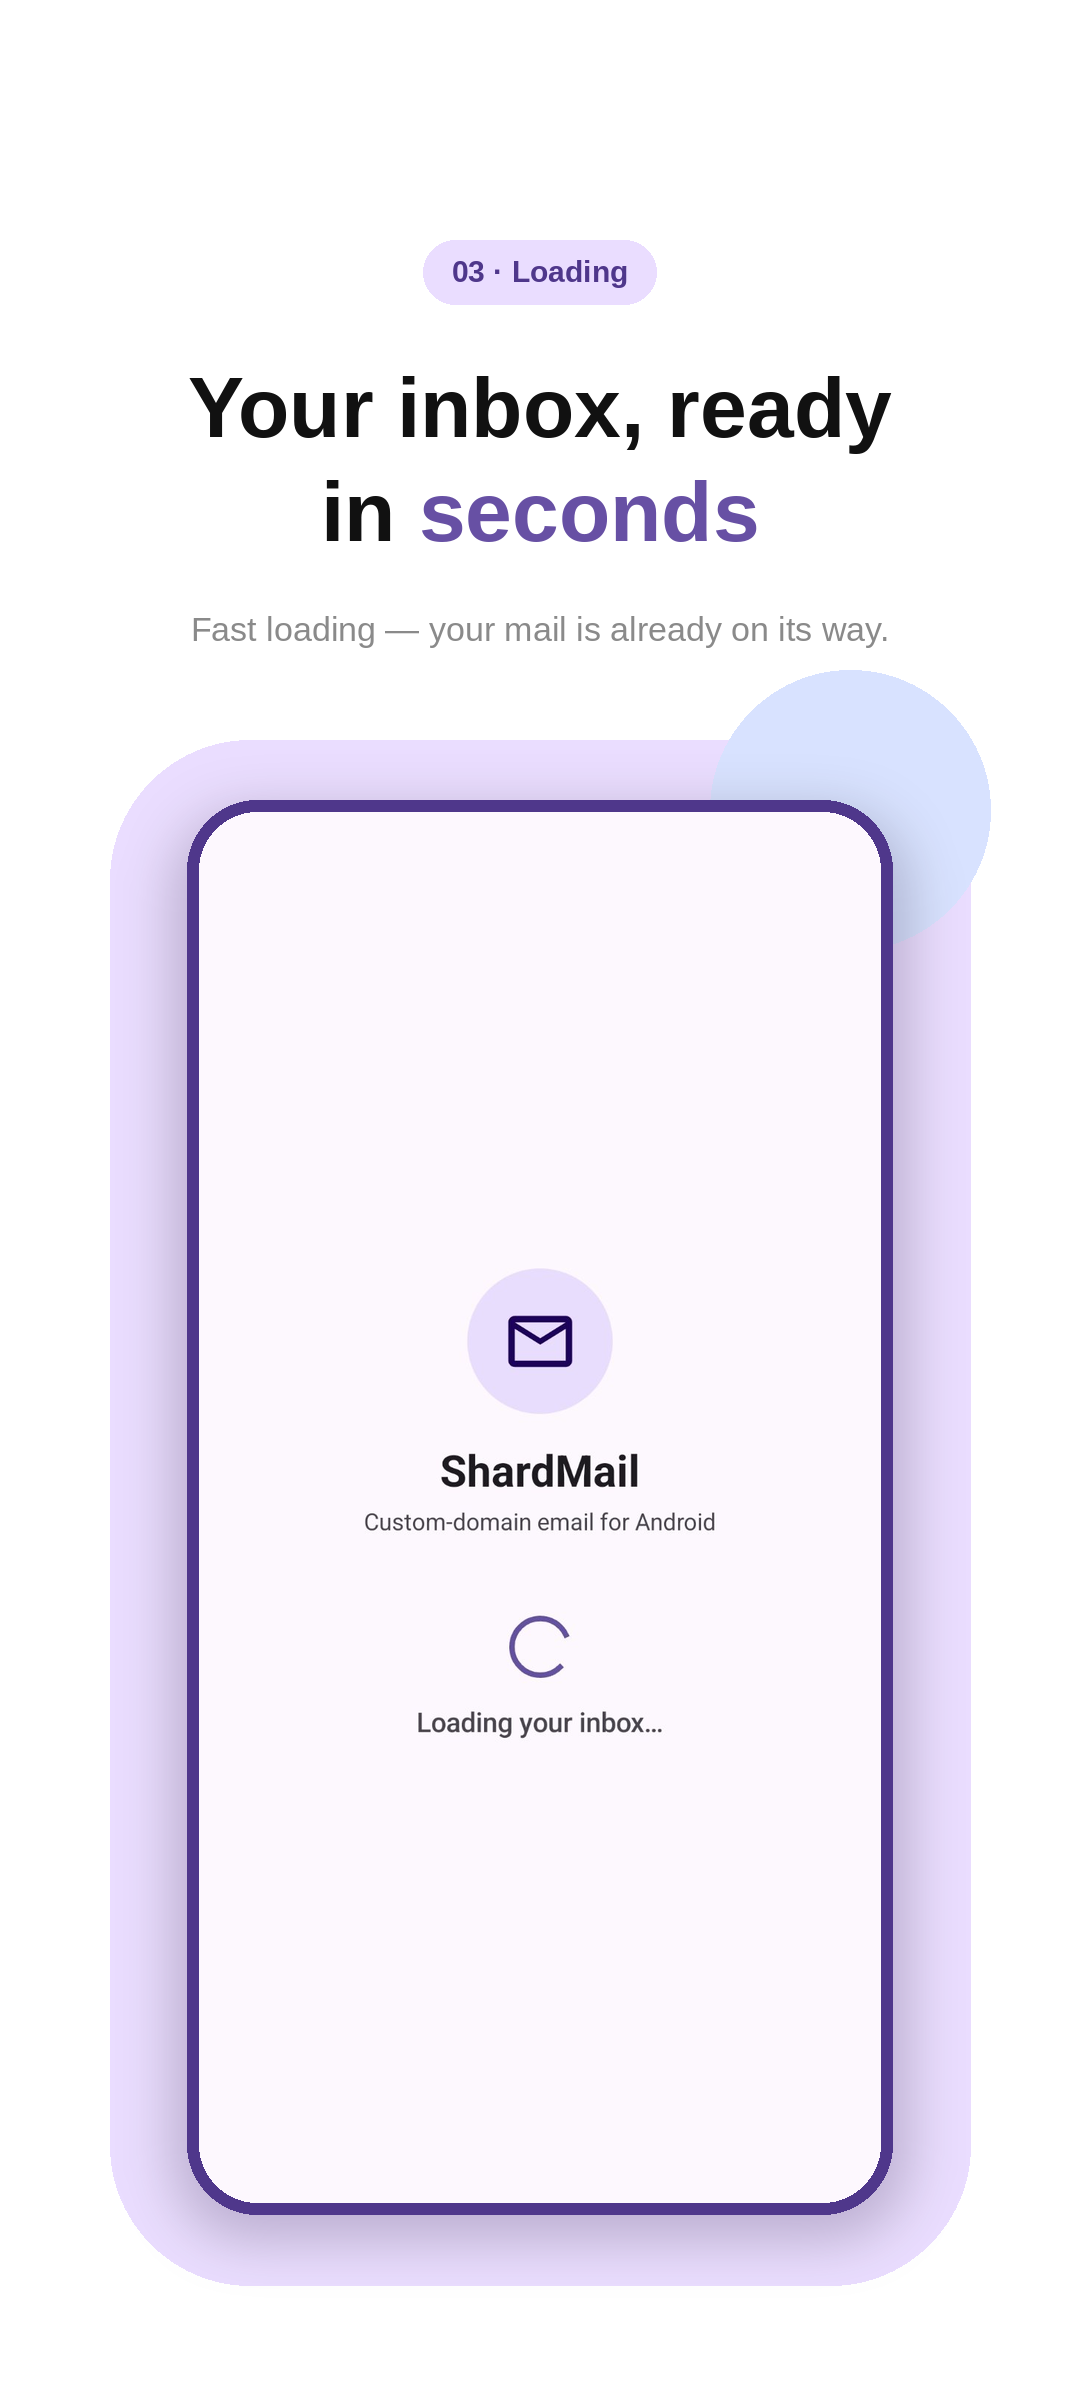 03 · Loading
Your inbox, ready
in seconds
Fast loading — your mail is already on its way.
ShardMail
Custom-domain email for Android
Loading your inbox…